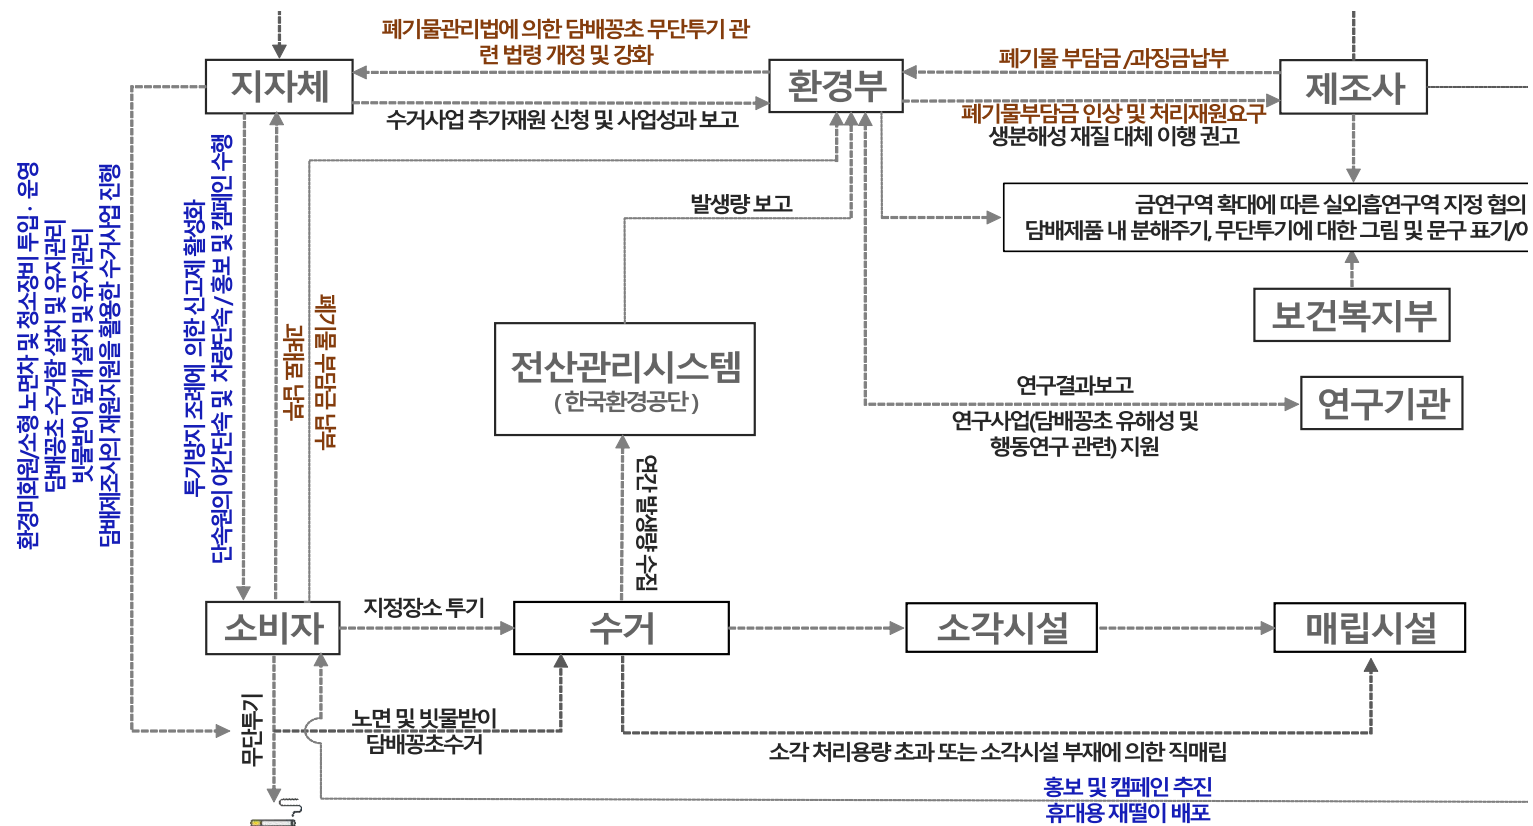 폐기물관리법에 의한 담배꽁초 무단투기 관
련 법령 개정 및 강화
폐기물 부담금 /과징금납부
지자체
환경부
제조사
수거사업 추가재원 신청 및 사업성과 보고
폐기물부담금 인상 및 처리재원요구
생분해성 재질 대체 이행 권고
환경미화원/소형 노면차 및 청소장비 투입 · 운영
담배꽁초 수거함 설치 및 유지관리
빗물받이 덮개 설치 및 유지관리
담배제조사의 재원지원을 활용한 수거사업 진행
투기방지 조례에 의한 신고제 활성화
단속원의 야간단속 및 차량단속 / 홍보 및 캠페인 수행
과태료 납부
폐기물 부담금 납부
발생량 보고
금연구역 확대에 따른 실외흡연구역 지정 협의
담배제품 내 분해주기, 무단투기에 대한 그림 및 문구 표기/
보건복지부
전산관리시스템
( 한국환경공단 )
연구결과보고
연구기관
연구사업(담배꽁초 유해성 및
행동연구 관련) 지원
연간 발생량 수집
소비자
지정장소 투기
수거
소각시설
매립시설
무단투기
노면 및 빗물받이
담배꽁초수거
소각 처리용량 초과 또는 소각시설 부재에 의한 직매립
홍보 및 캠페인 추진
휴대용 재떨이 배포